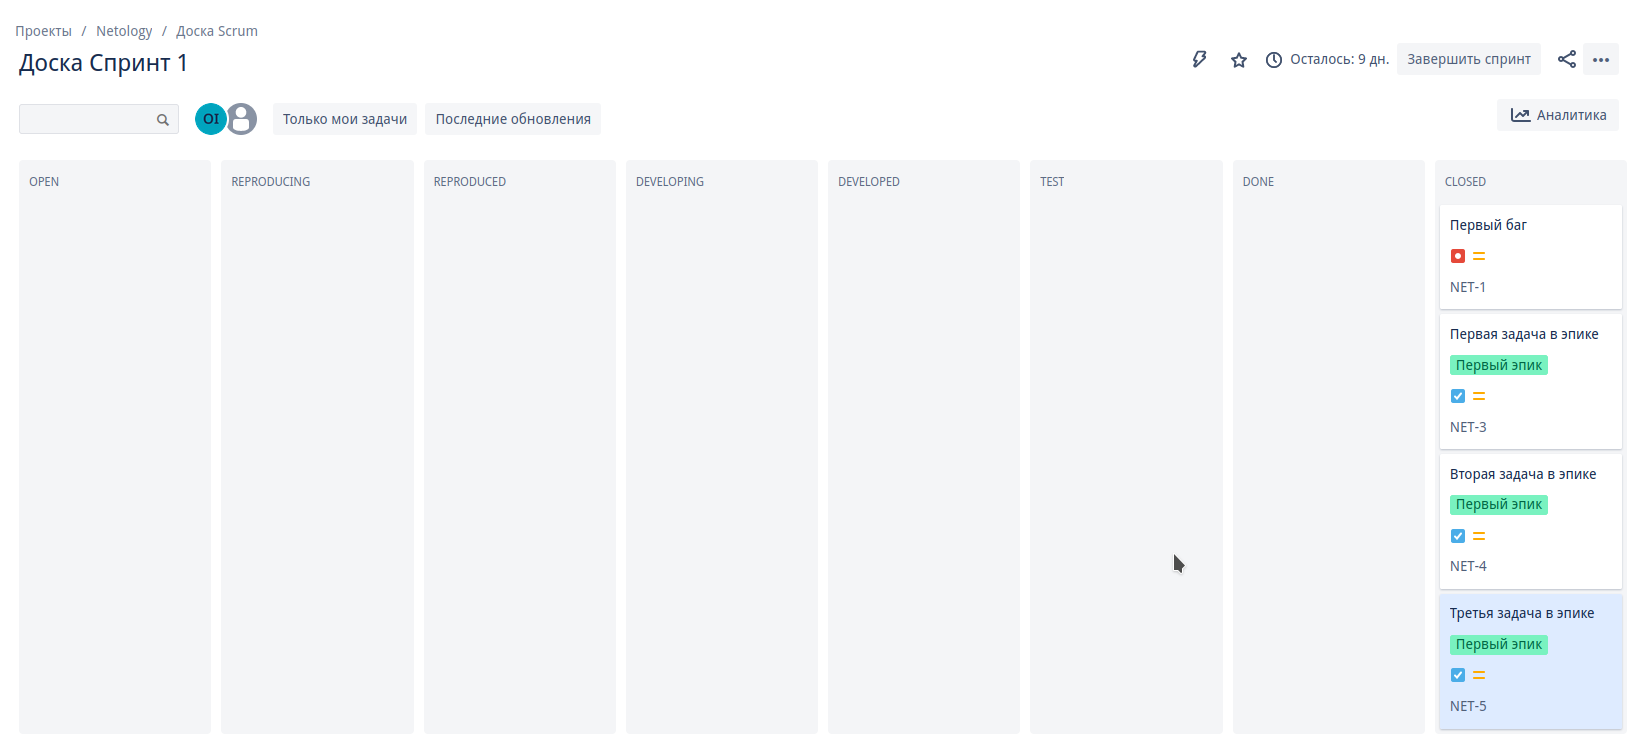 Проекты / Netology / Доска Scrum
Доска Спринт 1
Осталось: 9 дн.
Завершить спринт
OI
Только мои задачи
Последние обновления
Аналитика
OPEN
REPRODUCING
REPRODUCED
DEVELOPING
DEVELOPED
TEST
DONE
CLOSED
Первый баг
NET-1
Первая задача в эпике
Первый эпик
NET-3
Вторая задача в эпике
Первый эпик
NET-4
Третья задача в эпике
Первый эпик
NET-5